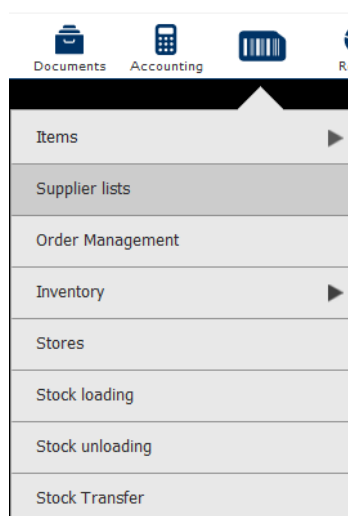 Documents Accounting R
Items
Supplier lists
Order Management
Inventory
Stores
Stock loading
Stock unloading
Stock Transfer